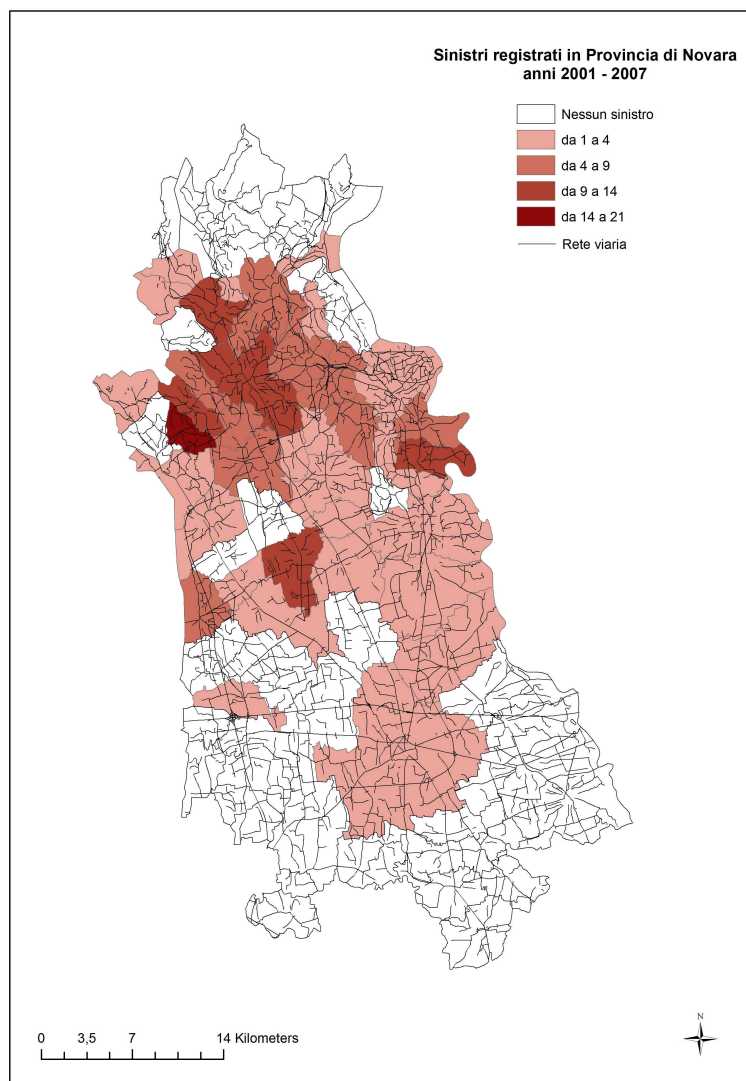 Sinistri registrati in Provincia di Novara
anni 2001 - 2007
Nessun sinistro
da 1 a 4
da 4 a 9
da 9 a 14
da 14 a 21
Rete viaria
N
0 3,5 7 14 Kilometers